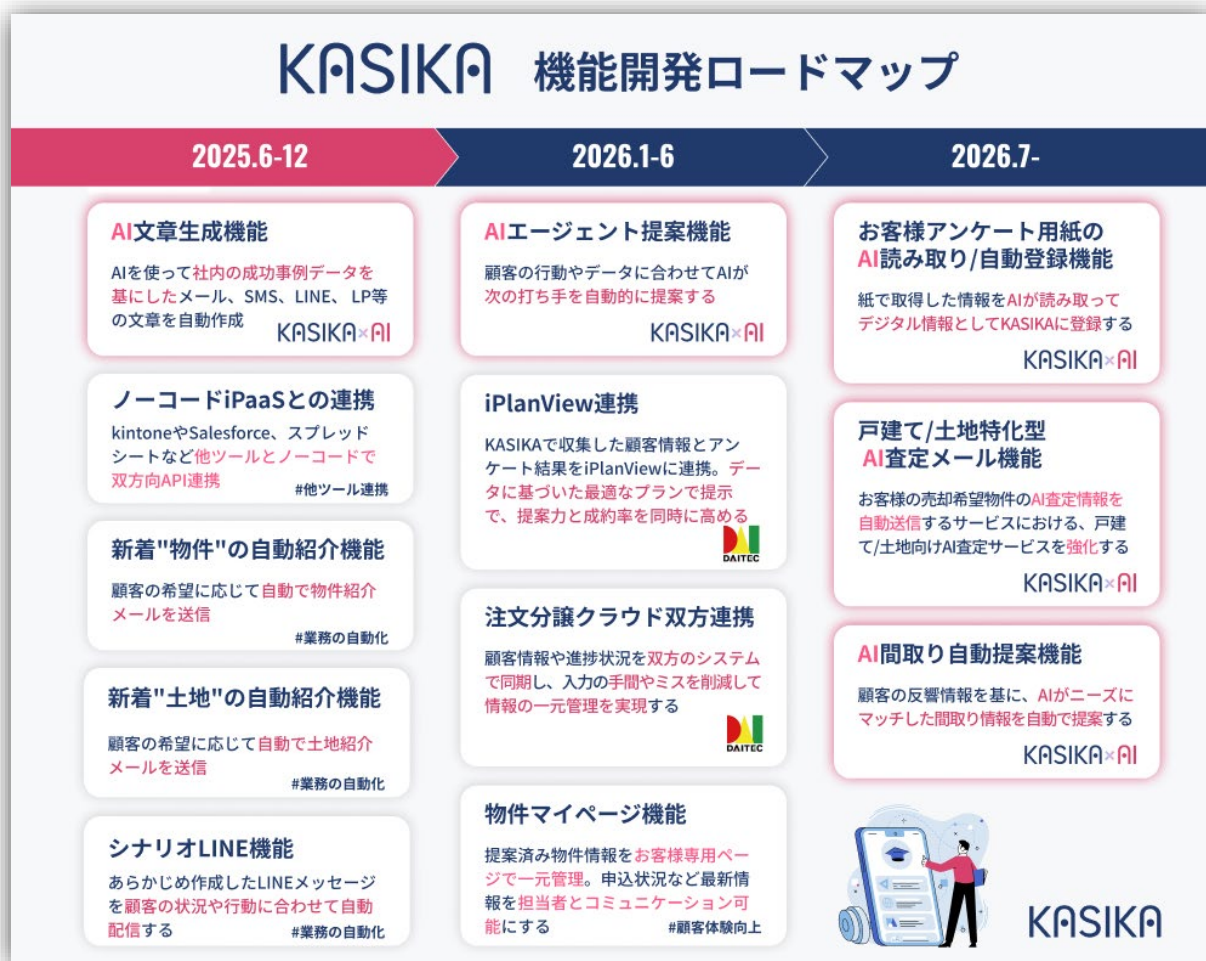 KASIKA 機能開発ロードマップ
2025.6-12
2026.1-6
2026.7-
AI文章生成機能
AIを使って社内の成功事例データを
基にしたメール、SMS、LINE、 LP等
の文章を自動作成
KASIKA×AI
ノーコードiPaaSとの連携
kintoneやSalesforce、スプレッド
シートなど他ツールとノーコードで
双方向API連携
#他ツール連携
新着"物件"の自動紹介機能
顧客の希望に応じて自動で物件紹介
メールを送信
#業務の自動化
新着"土地"の自動紹介機能
顧客の希望に応じて自動で土地紹介
メールを送信
#業務の自動化
シナリオLINE機能
あらかじめ作成したLINEメッセージ
を顧客の状況や行動に合わせて自動
配信する
#業務の自動化
AIエージェント提案機能
顧客の行動やデータに合わせてAIが
次の打ち手を自動的に提案する
KASIKA×AI
iPlanView連携
KASIKAで収集した顧客情報とアン
ケート結果をiPlanViewに連携。デー
タに基づいた最適なプランで提示
で、提案力と成約率を同時に高める
DAITEC
注文分譲クラウド双方連携
顧客情報や進捗状況を双方のシステム
で同期し、入力の手間やミスを削減して
情報の一元管理を実現する
DAITEC
物件マイページ機能
提案済み物件情報をお客様専用ペー
ジで一元管理。申込状況など最新情
報を担当者とコミュニケーション可
能にする
#顧客体験向上
お客様アンケート用紙の
AI読み取り/自動登録機能
紙で取得した情報をAIが読み取って
デジタル情報としてKASIKAに登録する
KASIKA×AI
戸建て/土地特化型
AI査定メール機能
お客様の売却希望物件のAI査定情報を
自動送信するサービスにおける、戸建
て/土地向けAI査定サービスを強化する
KASIKA×AI
AI間取り自動提案機能
顧客の反響情報を基に、AIがニーズに
マッチした間取り情報を自動で提案する
KASIKA×AI
KASIKA